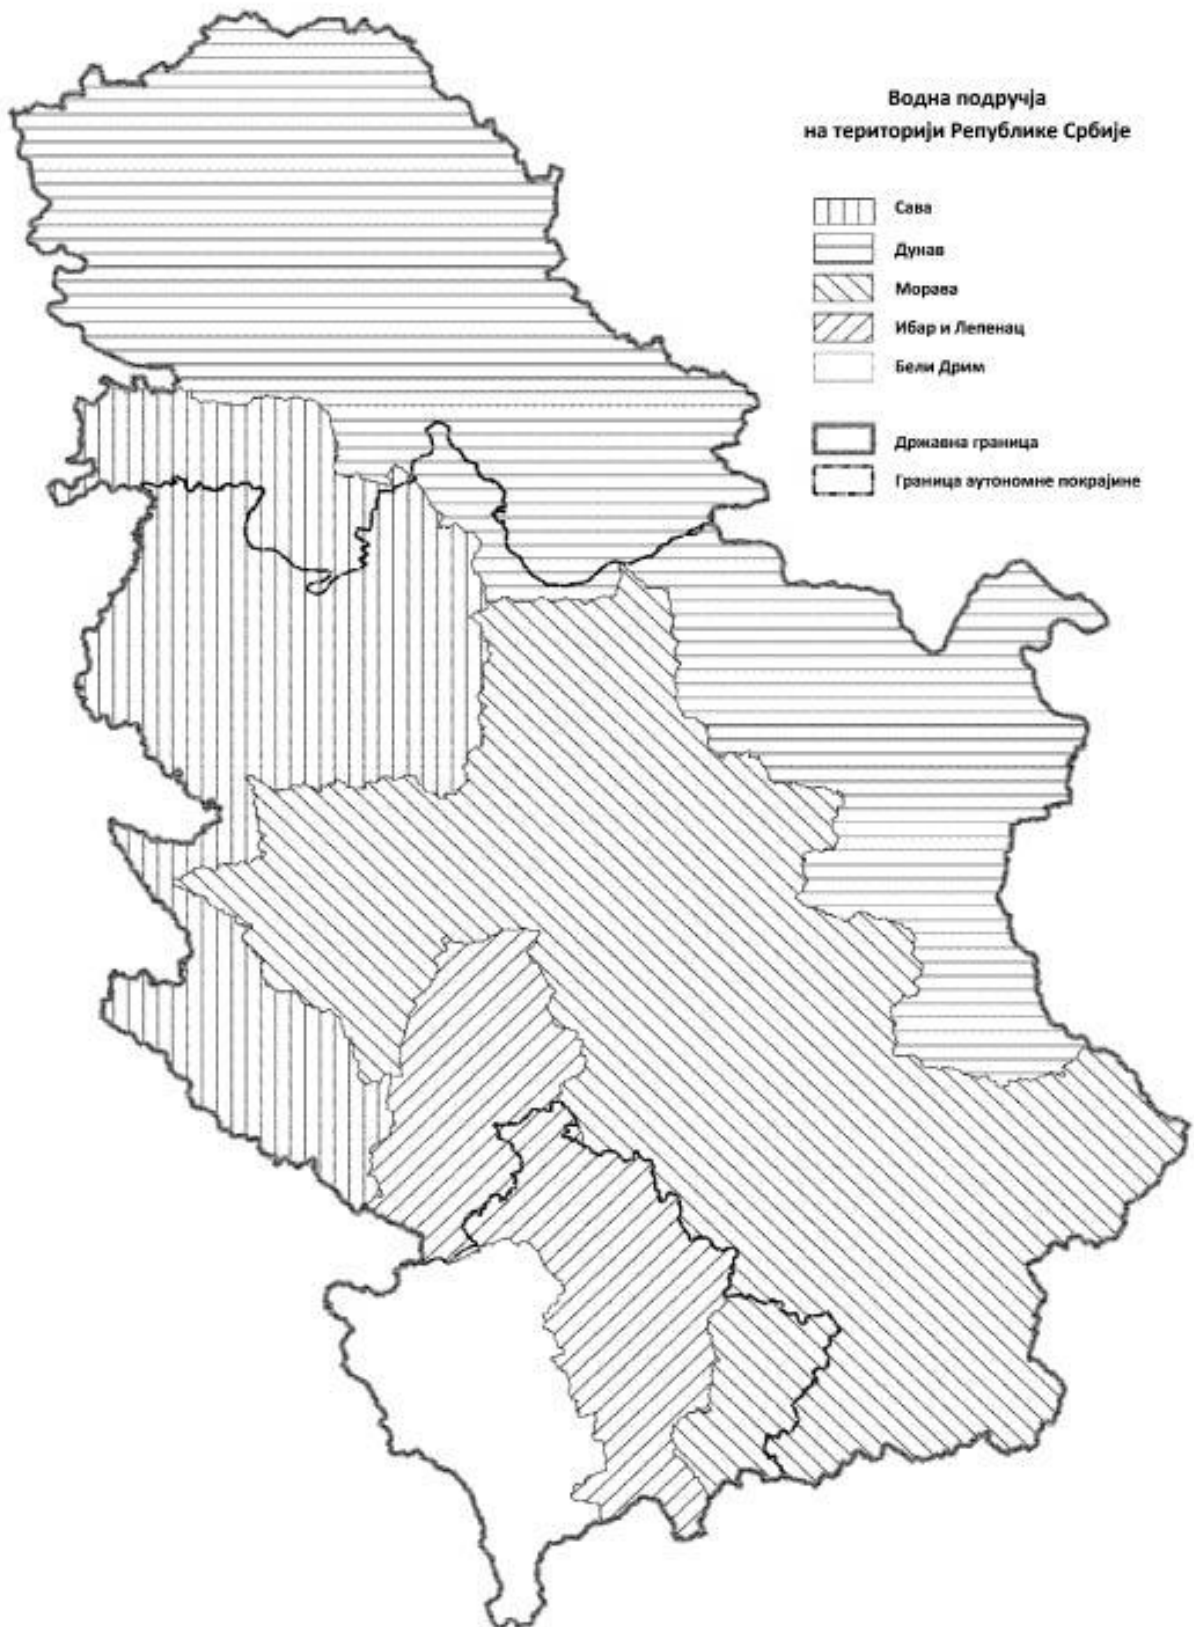 Водна подручја
на територији Републике Србије
Сава
Дунав
Морава
Ибар и Лепенац
Бели Дрим
Државна граница
Граница аутономне покрајине